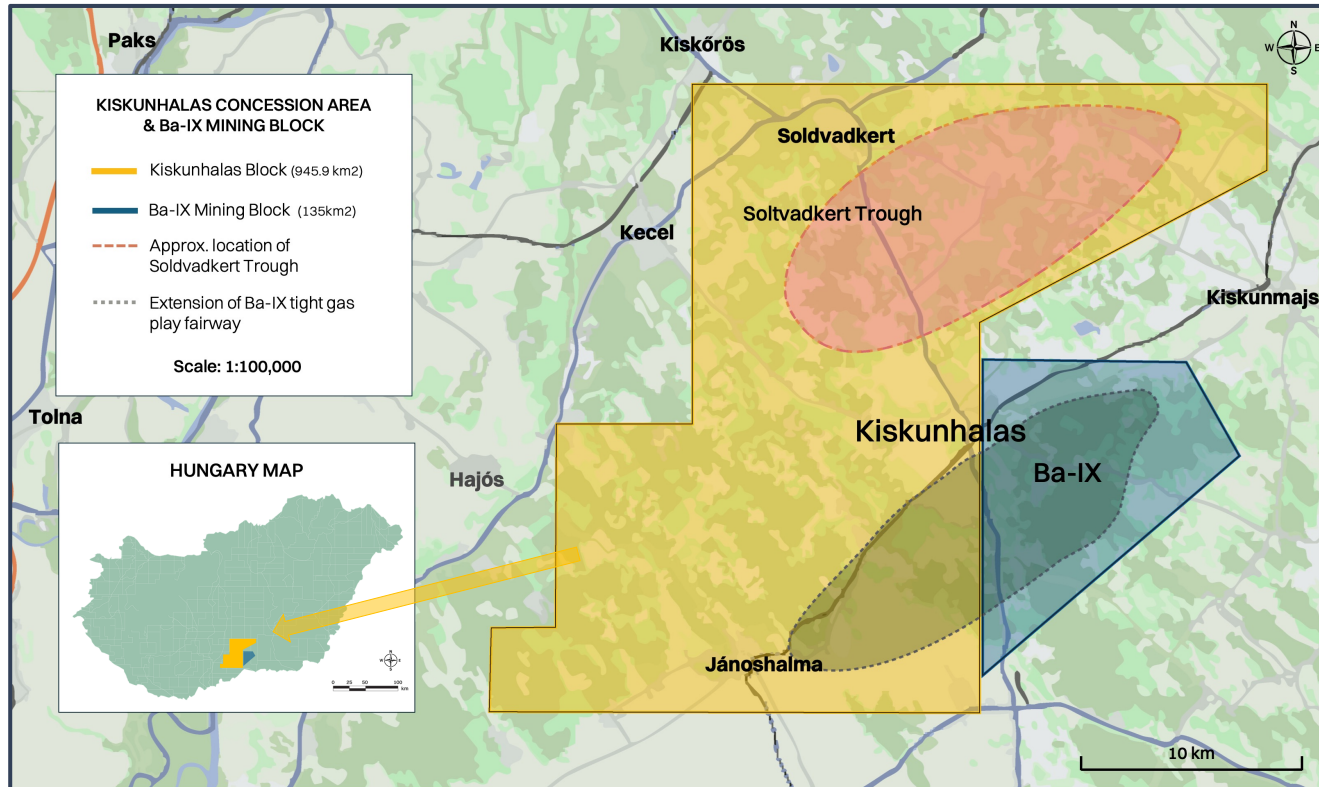 Paks
Kiskőrös
N
W E
S
KISKUNHALAS CONCESSION AREA
& Ba-IX MINING BLOCK
Kiskunhalas Block (945.9 km2)
Ba-IX Mining Block (135km2)
Approx. location of
Soldvadkert Trough
Extension of Ba-IX tight gas
play fairway
Scale: 1:100,000
Soldvadkert
Soltvadkert Trough
Kecel
Kiskunmajs
Tolna
Kiskunhalas
Ba-IX
Hajós
HUNGARY MAP
N
W E
S
0 25 50 100
km
Jánoshalma
10 km